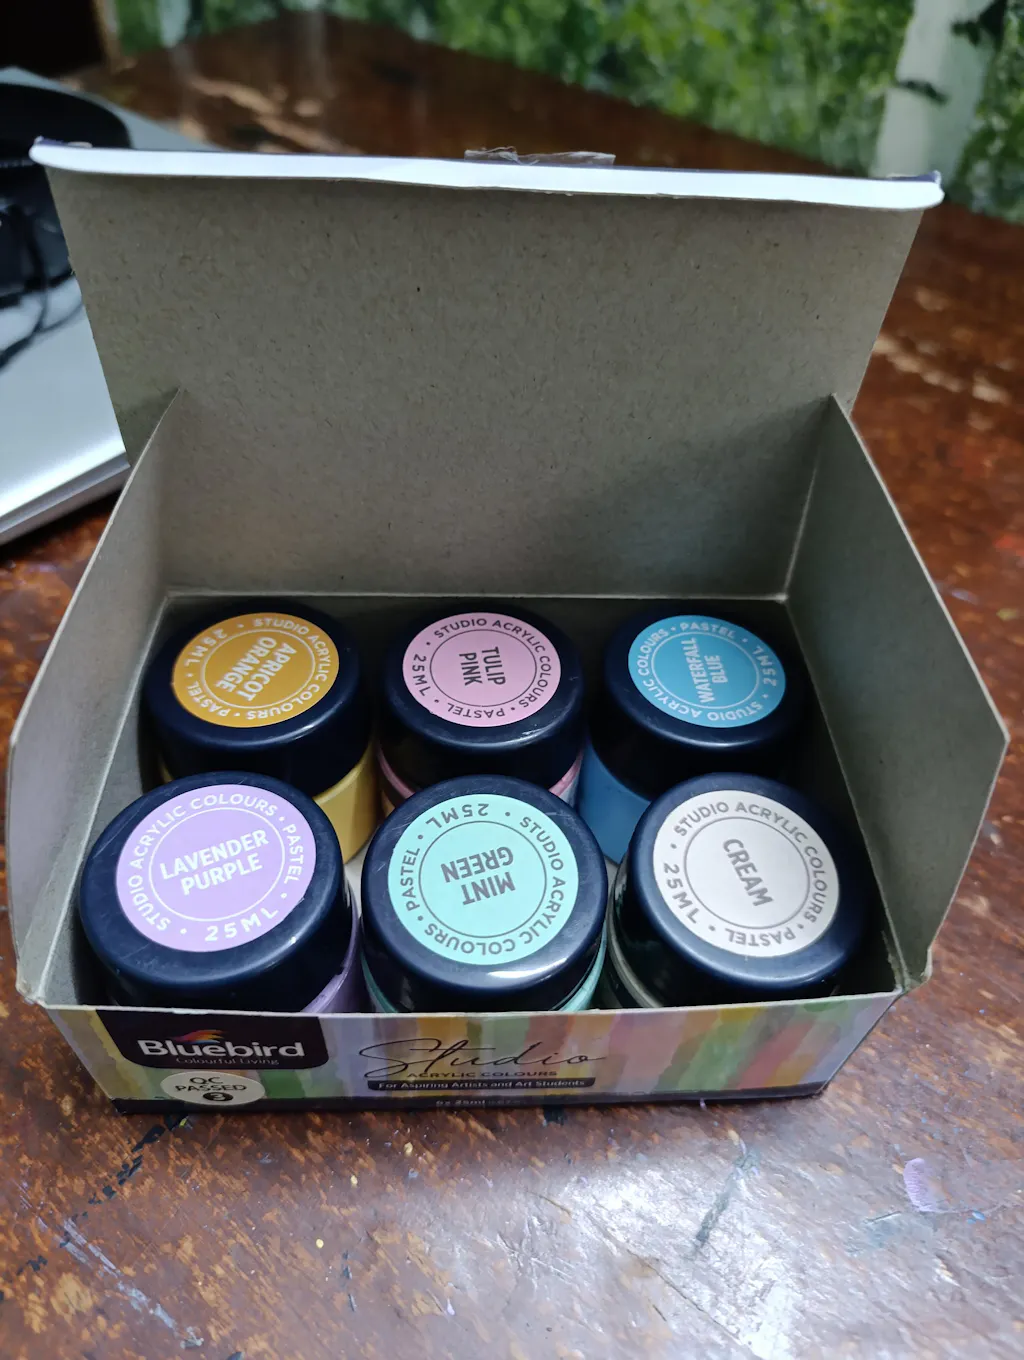 APRICOT
ORANGE
STUDIO ACRYLIC COLOURS • PASTEL • 25ML •
TULIP
PINK
STUDIO ACRYLIC COLOURS • PASTEL • 25ML •
WATERFALL
BLUE
STUDIO ACRYLIC COLOURS • PASTEL • 25ML •
LAVENDER
PURPLE
STUDIO ACRYLIC COLOURS • PASTEL • 25ML •
MINT
GREEN
STUDIO ACRYLIC COLOURS • PASTEL • 25ML •
CREAM
STUDIO ACRYLIC COLOURS • PASTEL • 25ML •
Bluebird
Colourful Living
QC
PASSED
3
Studio
ACRYLIC COLOURS
For Aspiring Artists and Art Students